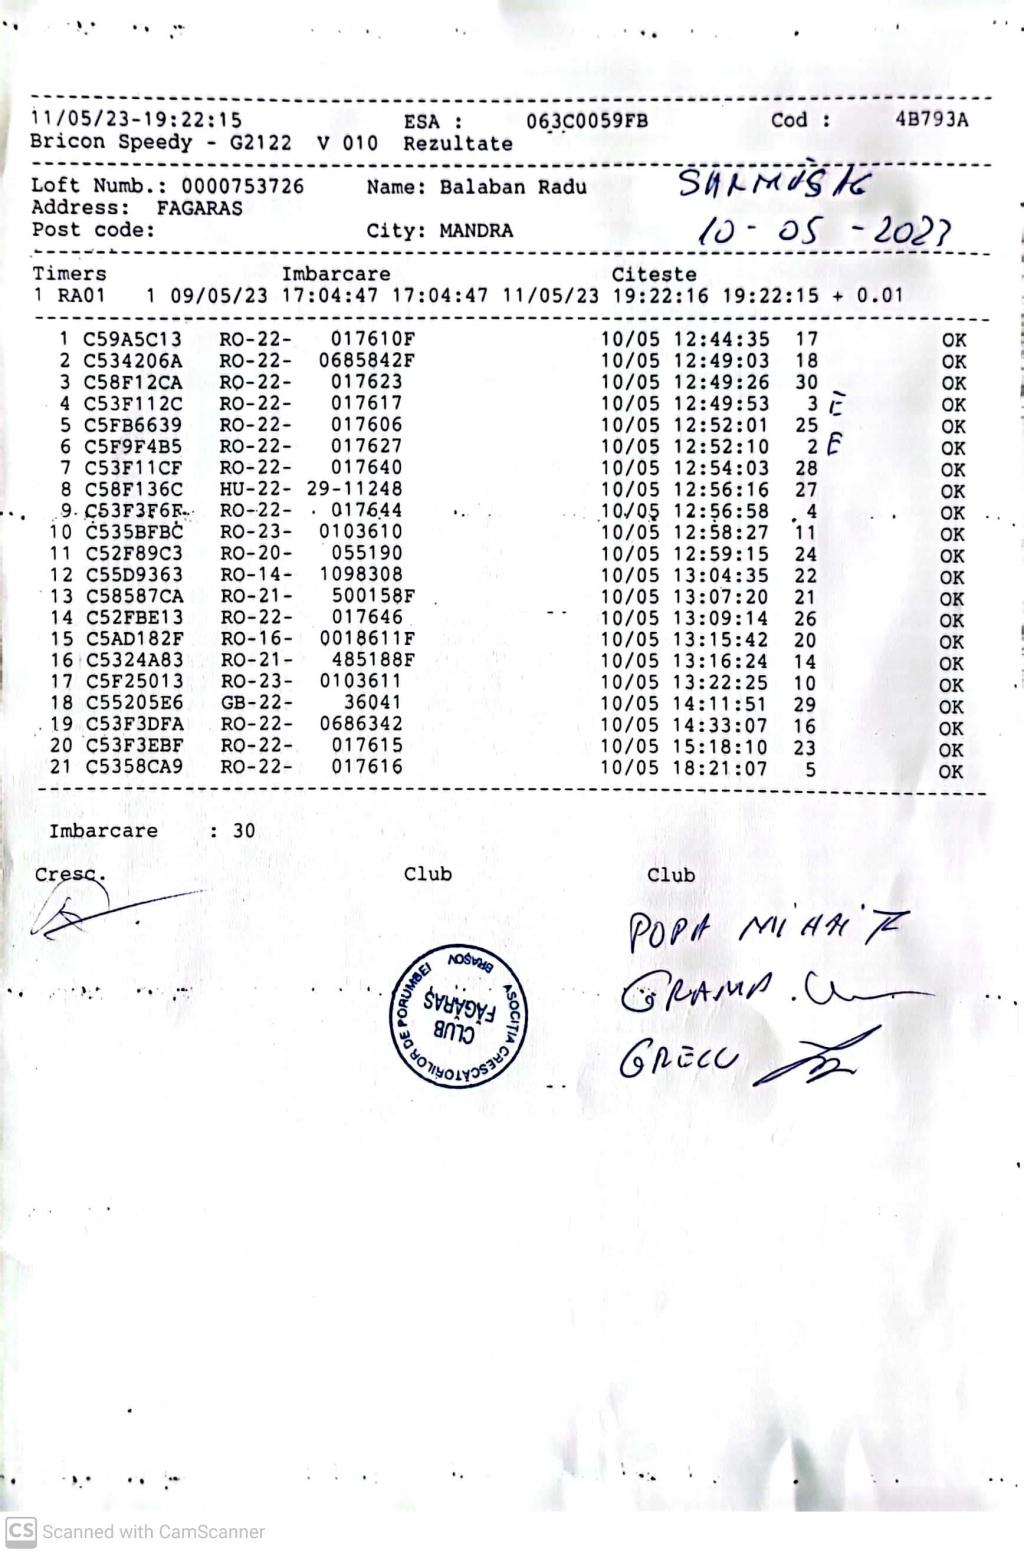 11/05/23-19:22:15 ESA : 063C0059FB Cod : 4B793A
Bricon Speedy - G2122 V 010 Rezultate
Loft Numb.: 0000753726 Name: Balaban Radu
Address: FAGARAS
Post code: City: MANDRA 10-05-2023
Timers Imbarcare Citeste
1 RA01 1 09/05/23 17:04:47 17:04:47 11/05/23 19:22:16 19:22:15 + 0.01
1 C59A5C13 RO-22- 017610F 10/05 12:44:35 17 OK
2 C534206A RO-22- 0685842F 10/05 12:49:03 18 OK
3 C58F12CA RO-22- 017623 10/05 12:49:26 30 OK
4 C53F112C RO-22- 017617 10/05 12:49:53 3 E OK
5 C5FB6639 RO-22- 017606 10/05 12:52:01 25 OK
6 C5F9F4B5 RO-22- 017627 10/05 12:52:10 2 E OK
7 C53F11CF RO-22- 017640 10/05 12:54:03 28 OK
8 C58F136C HU-22- 29-11248 10/05 12:56:16 27 OK
9 C53F3F6F RO-22- 017644 10/05 12:56:58 4 OK
10 C535BFBC RO-23- 0103610 10/05 12:58:27 11 OK
11 C52F89C3 RO-20- 055190 10/05 12:59:15 24 OK
12 C55D9363 RO-14- 1098308 10/05 13:04:35 22 OK
13 C58587CA RO-21- 500158F 10/05 13:07:20 21 OK
14 C52FBE13 RO-22- 017646 10/05 13:09:14 26 OK
15 C5AD182F RO-16- 0018611F 10/05 13:15:42 20 OK
16 C5324A83 RO-21- 485188F 10/05 13:16:24 14 OK
17 C5F25013 RO-23- 0103611 10/05 13:22:25 10 OK
18 C55205E6 GB-22- 36041 10/05 14:11:51 29 OK
19 C53F3DFA RO-22- 0686342 10/05 14:33:07 16 OK
20 C53F3EBF RO-22- 017615 10/05 15:18:10 23 OK
21 C5358CA9 RO-22- 017616 10/05 18:21:07 5 OK
Imbarcare : 30
Cresc. Club Club
POPA MIHAI
GRAMA
GRECU
ASOCIȚIA CRESCĂTORILOR DE PORUMBEI
BRAȘOV
CLUB
FĂGĂRAȘ
CS Scanned with CamScanner